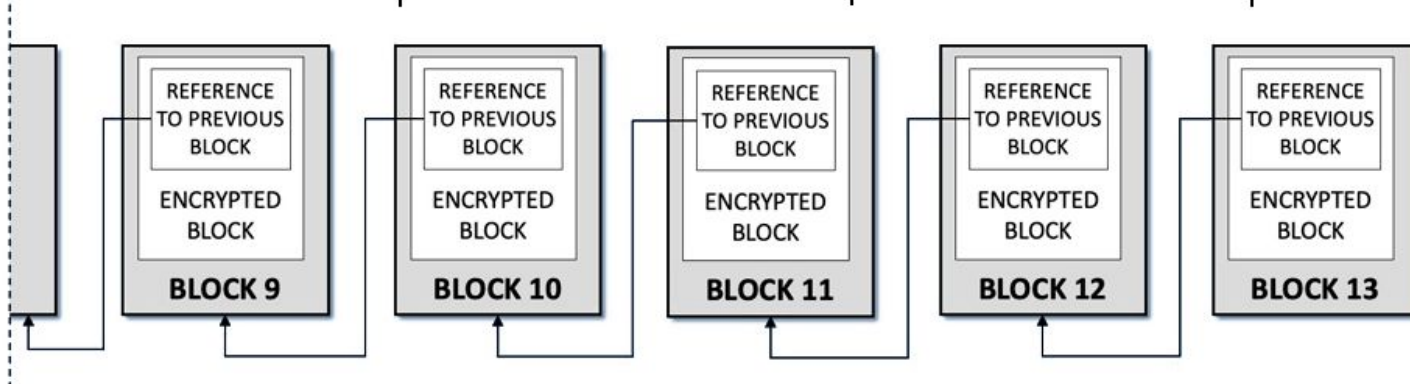 REFERENCE
TO PREVIOUS
BLOCK
ENCRYPTED
BLOCK
BLOCK 9
REFERENCE
TO PREVIOUS
BLOCK
ENCRYPTED
BLOCK
BLOCK 10
REFERENCE
TO PREVIOUS
BLOCK
ENCRYPTED
BLOCK
BLOCK 11
REFERENCE
TO PREVIOUS
BLOCK
ENCRYPTED
BLOCK
BLOCK 12
REFERENCE
TO PREVIOUS
BLOCK
ENCRYPTED
BLOCK
BLOCK 13